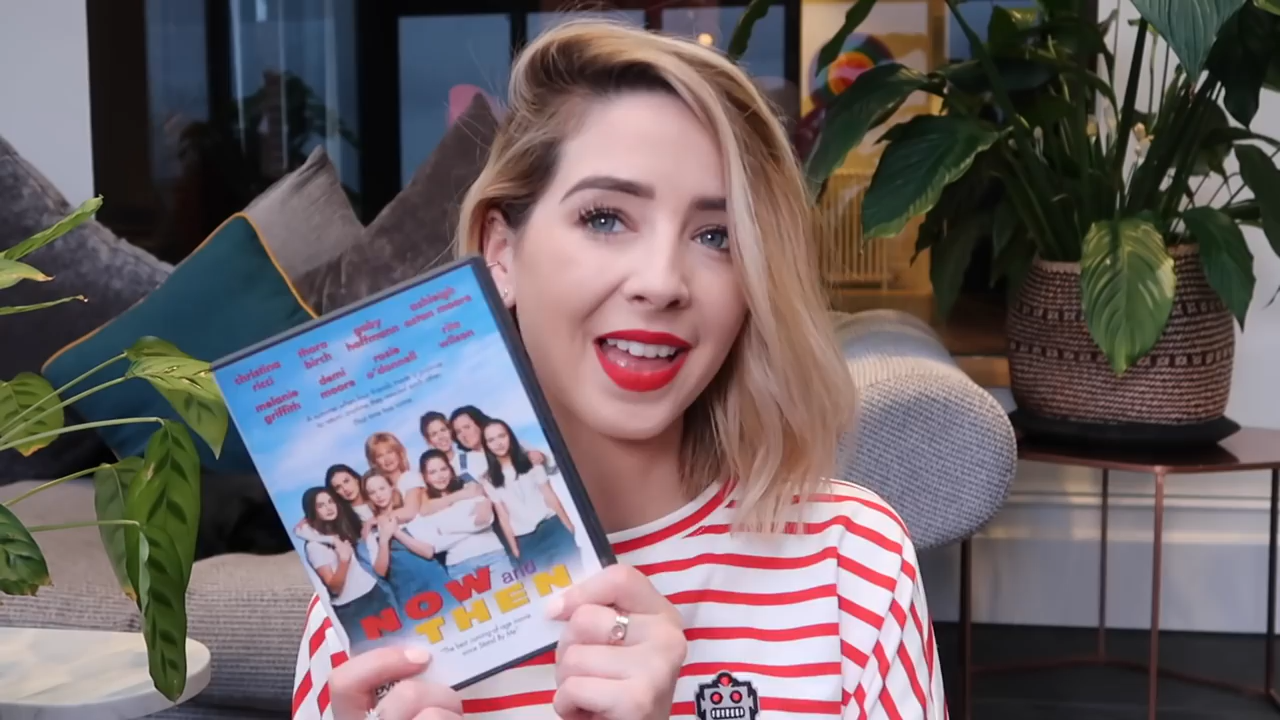 christina ricci
thora birch
gaby hoffmann
ashleigh aston moore
melanie griffith
demi moore
rosie o'donnell
rita wilson
NOW and
THEN
"The best coming-of-age movie
since Stand By Me"
DVD